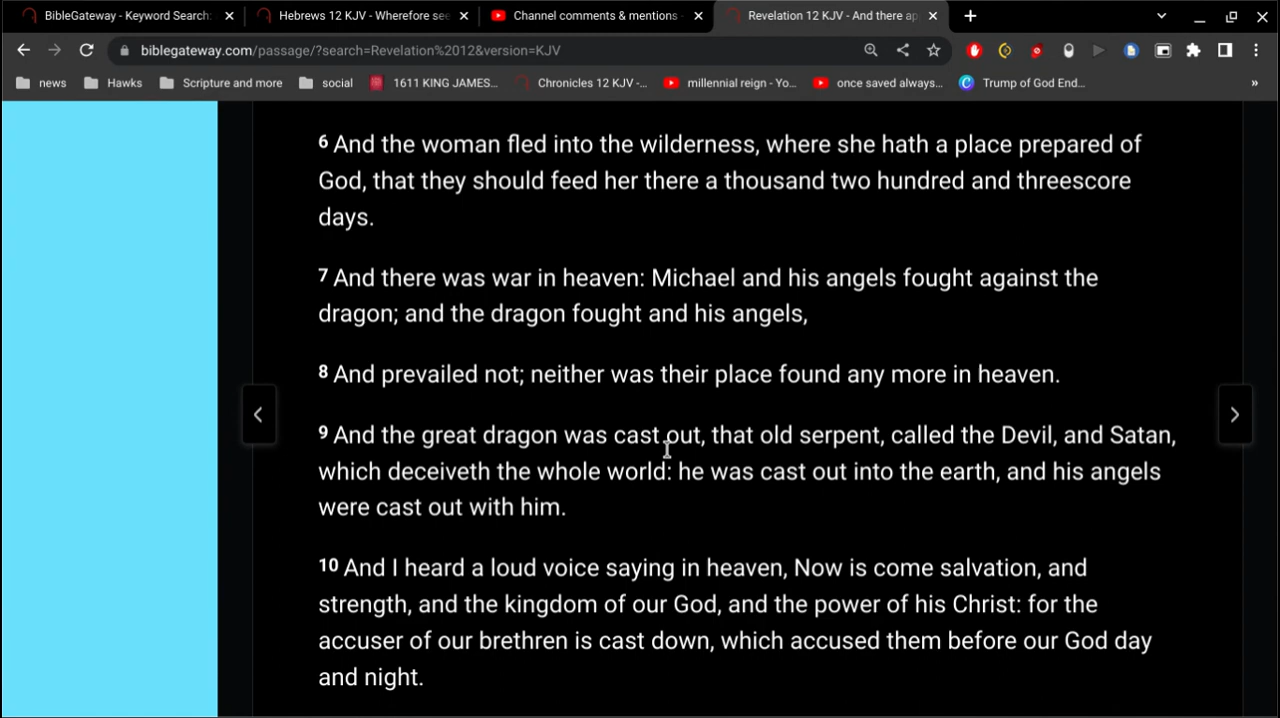 BibleGateway - Keyword Search:
Hebrews 12 KJV - Wherefore see
Channel comments & mentions -
Revelation 12 KJV - And there ap
biblegateway.com/passage/?search=Revelation%2012&version=KJV
news
Hawks
Scripture and more
social
1611 KING JAMES...
Chronicles 12 KJV -...
millennial reign - Yo...
once saved always...
Trump of God End...
»
6 And the woman fled into the wilderness, where she hath a place prepared of
God, that they should feed her there a thousand two hundred and threescore
days.
7 And there was war in heaven: Michael and his angels fought against the
dragon; and the dragon fought and his angels,
8 And prevailed not; neither was their place found any more in heaven.
9 And the great dragon was cast out, that old serpent, called the Devil, and Satan,
which deceiveth the whole world: he was cast out into the earth, and his angels
were cast out with him.
10 And I heard a loud voice saying in heaven, Now is come salvation, and
strength, and the kingdom of our God, and the power of his Christ: for the
accuser of our brethren is cast down, which accused them before our God day
and night.